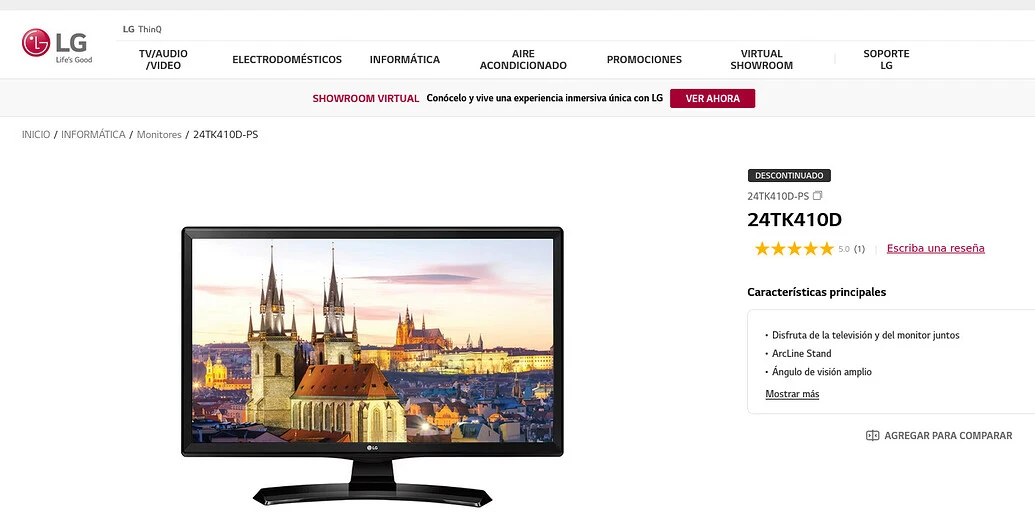 LG ThinQ
LG
Life's Good
TV/AUDIO
/VIDEO
ELECTRODOMÉSTICOS
INFORMÁTICA
AIRE
ACONDICIONADO
PROMOCIONES
VIRTUAL
SHOWROOM
SOPORTE
LG
SHOWROOM VIRTUAL Conócelo y vive una experiencia inmersiva única con LG VER AHORA
INICIO / INFORMÁTICA / Monitores / 24TK410D-PS
DESCONTINUADO
24TK410D-PS
24TK410D
5.0 (1) Escriba una reseña
Características principales
• Disfruta de la televisión y del monitor juntos
• ArcLine Stand
• Ángulo de visión amplio
Mostrar más
AGREGAR PARA COMPARAR
LG